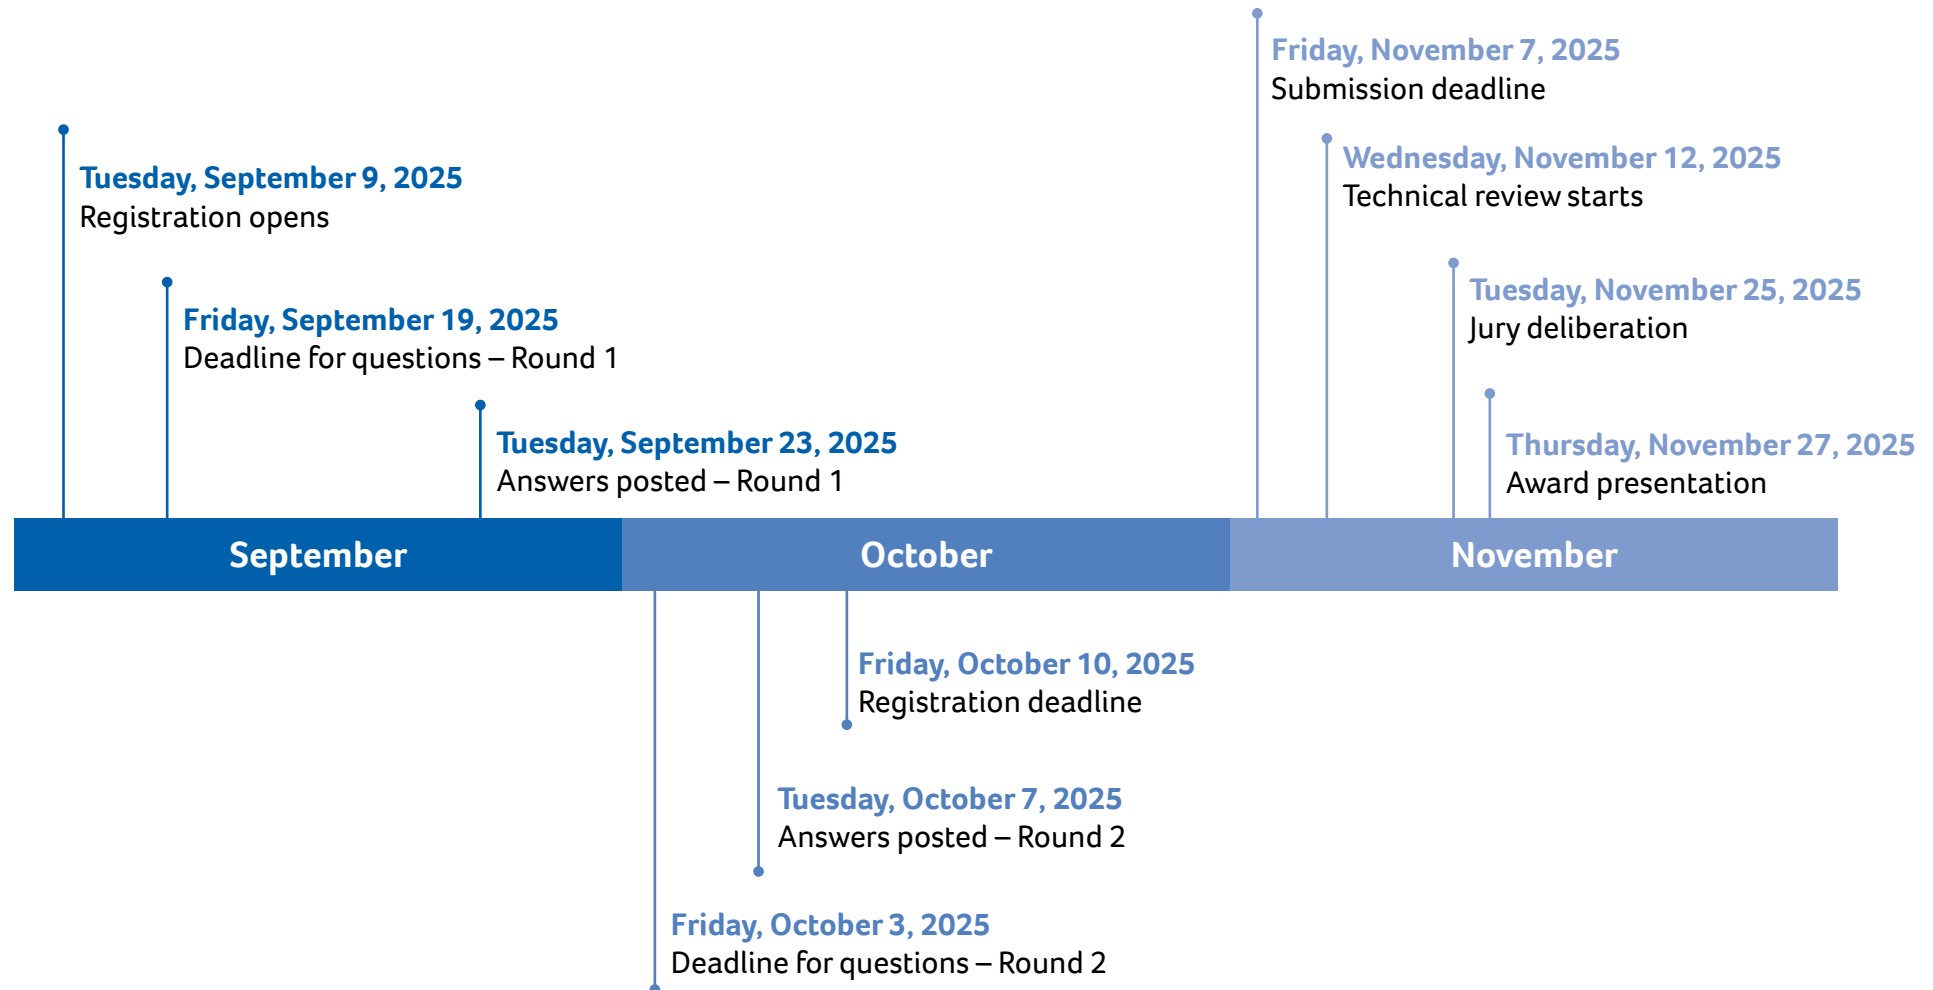 Tuesday, September 9, 2025
Registration opens
Friday, September 19, 2025
Deadline for questions – Round 1
Tuesday, September 23, 2025
Answers posted – Round 1
Friday, November 7, 2025
Submission deadline
Wednesday, November 12, 2025
Technical review starts
Tuesday, November 25, 2025
Jury deliberation
Thursday, November 27, 2025
Award presentation
September
October
November
Friday, October 10, 2025
Registration deadline
Tuesday, October 7, 2025
Answers posted – Round 2
Friday, October 3, 2025
Deadline for questions – Round 2